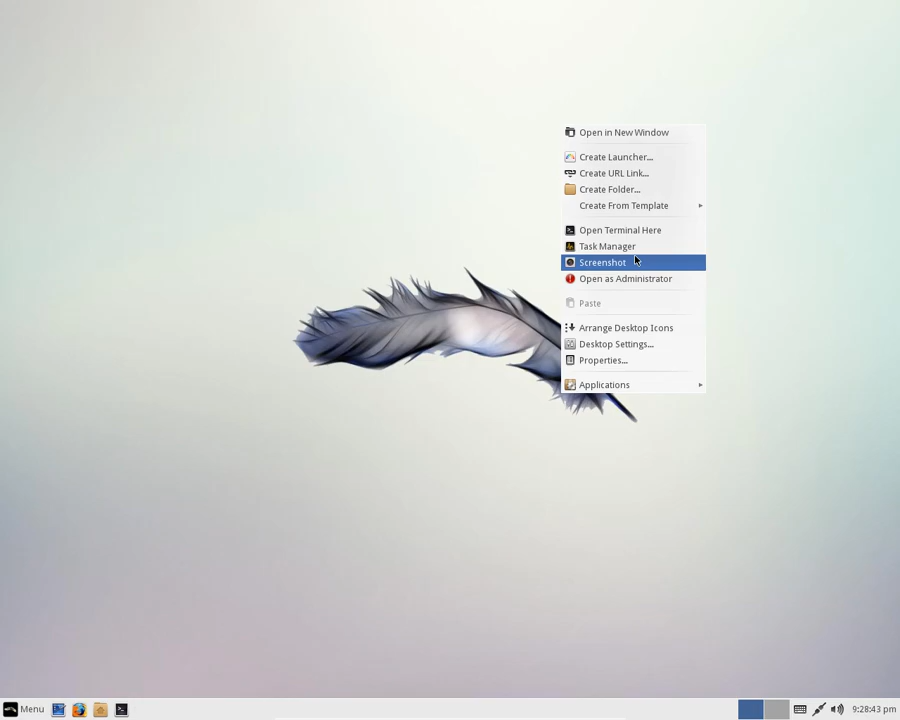 Open in New Window
Create Launcher...
Create URL Link...
Create Folder...
Create From Template
Open Terminal Here
Task Manager
Screenshot
Open as Administrator
Paste
Arrange Desktop Icons
Desktop Settings...
Properties...
Applications
Menu
9:28:43 pm